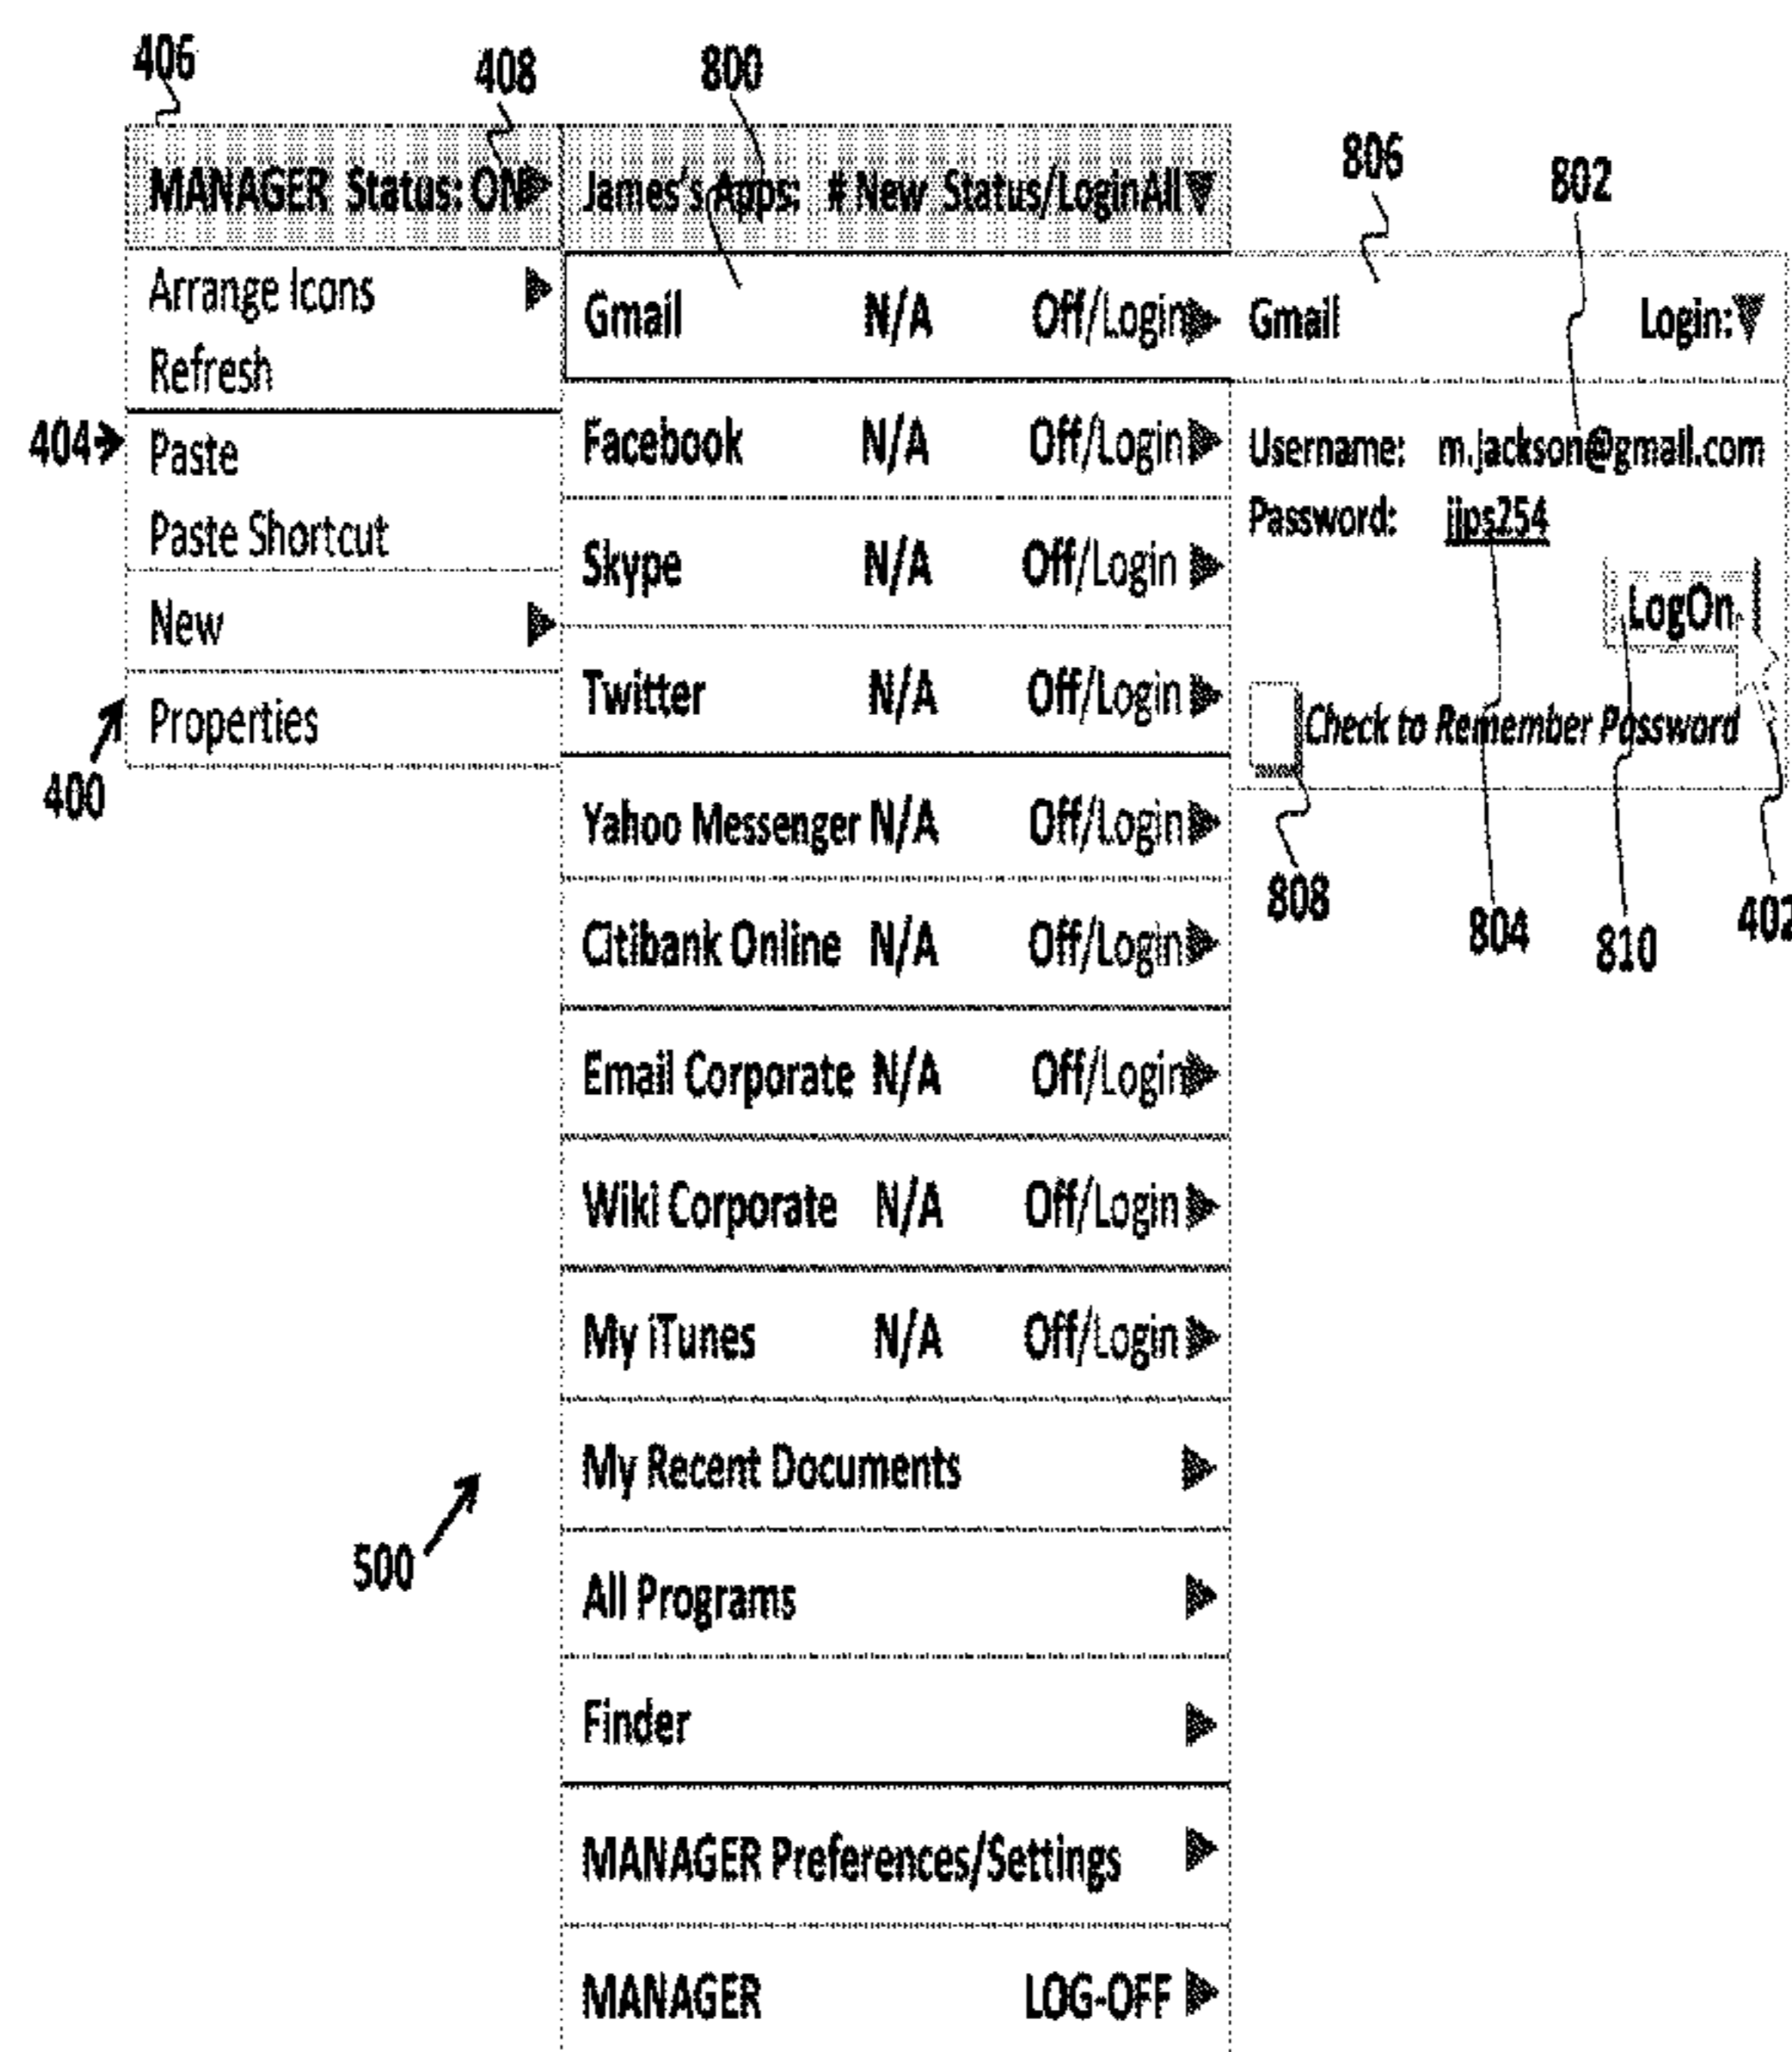 406
408
800
806
802
MANAGER Status: ON
Arrange Icons
Refresh
404
Paste
Paste Shortcut
New
Properties
400
James's Apps: # New Status/LoginAll
Gmail N/A Off/Login
Facebook N/A Off/Login
Skype N/A Off/Login
Twitter N/A Off/Login
Yahoo Messenger N/A Off/Login
Citibank Online N/A Off/Login
Email Corporate N/A Off/Login
Wiki Corporate N/A Off/Login
My iTunes N/A Off/Login
My Recent Documents
All Programs
Finder
MANAGER Preferences/Settings
MANAGER LOG-OFF
500
Gmail Login:
Username: m.jackson@gmail.com
Password: jjps254
LogOn
Check to Remember Password
808
804
810
402